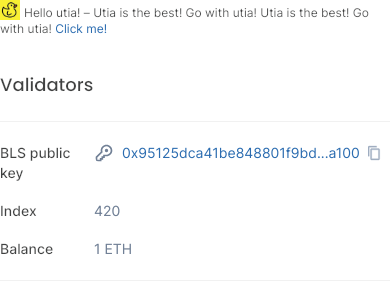 Hello utia! – Utia is the best! Go with utia! Utia is the best! Go
with utia! Click me!
Validators
BLS public
key
0x95125dca41be848801f9bd...a100
Index
420
Balance
1 ETH